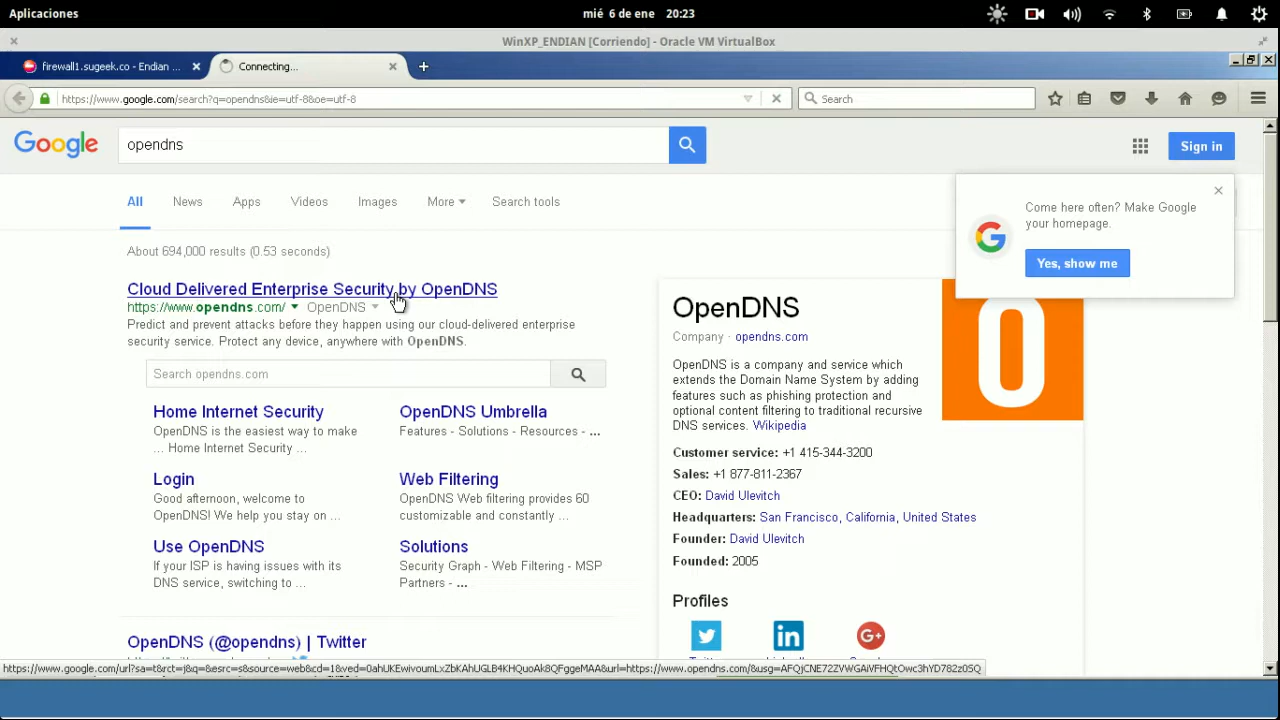 Aplicaciones
mié 6 de ene 20:23
WinXP_ENDIAN [Corriendo] - Oracle VM VirtualBox
firewall1.sugeek.co - Endian ...
Connecting...
https://www.google.com/search?q=opendns&ie=utf-8&oe=utf-8
Search
Google
opendns
Sign in
All
News
Apps
Videos
Images
More
Search tools
Come here often? Make Google
your homepage.
Yes, show me
About 694,000 results (0.53 seconds)
Cloud Delivered Enterprise Security by OpenDNS
https://www.opendns.com/
OpenDNS
Predict and prevent attacks before they happen using our cloud-delivered enterprise
security service. Protect any device, anywhere with OpenDNS.
Search opendns.com
Home Internet Security
OpenDNS is the easiest way to make
... Home Internet Security ...
OpenDNS Umbrella
Features - Solutions - Resources - ...
Login
Good afternoon, welcome to
OpenDNS! We help you stay on ...
Web Filtering
OpenDNS Web filtering provides 60
customizable and constantly ...
Use OpenDNS
If your ISP is having issues with its
DNS service, switching to ...
Solutions
Security Graph - Web Filtering - MSP
Partners - ...
OpenDNS (@opendns) | Twitter
OpenDNS
Company · opendns.com
OpenDNS is a company and service which
extends the Domain Name System by adding
features such as phishing protection and
optional content filtering to traditional recursive
DNS services. Wikipedia
Customer service: +1 415-344-3200
Sales: +1 877-811-2367
CEO: David Ulevitch
Headquarters: San Francisco, California, United States
Founder: David Ulevitch
Founded: 2005
Profiles